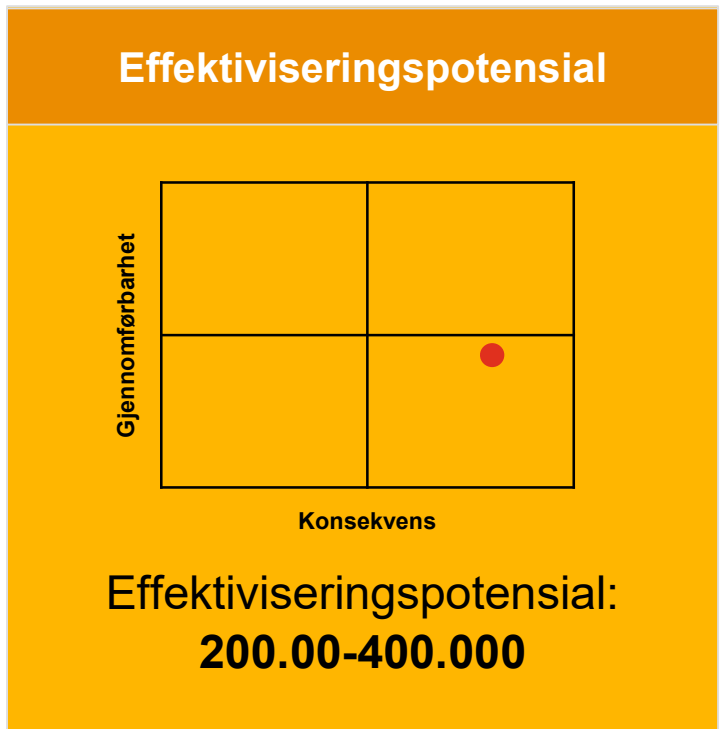 Effektiviseringspotensial
Gjennomførbarhet
Konsekvens
Effektiviseringspotensial:
200.00-400.000